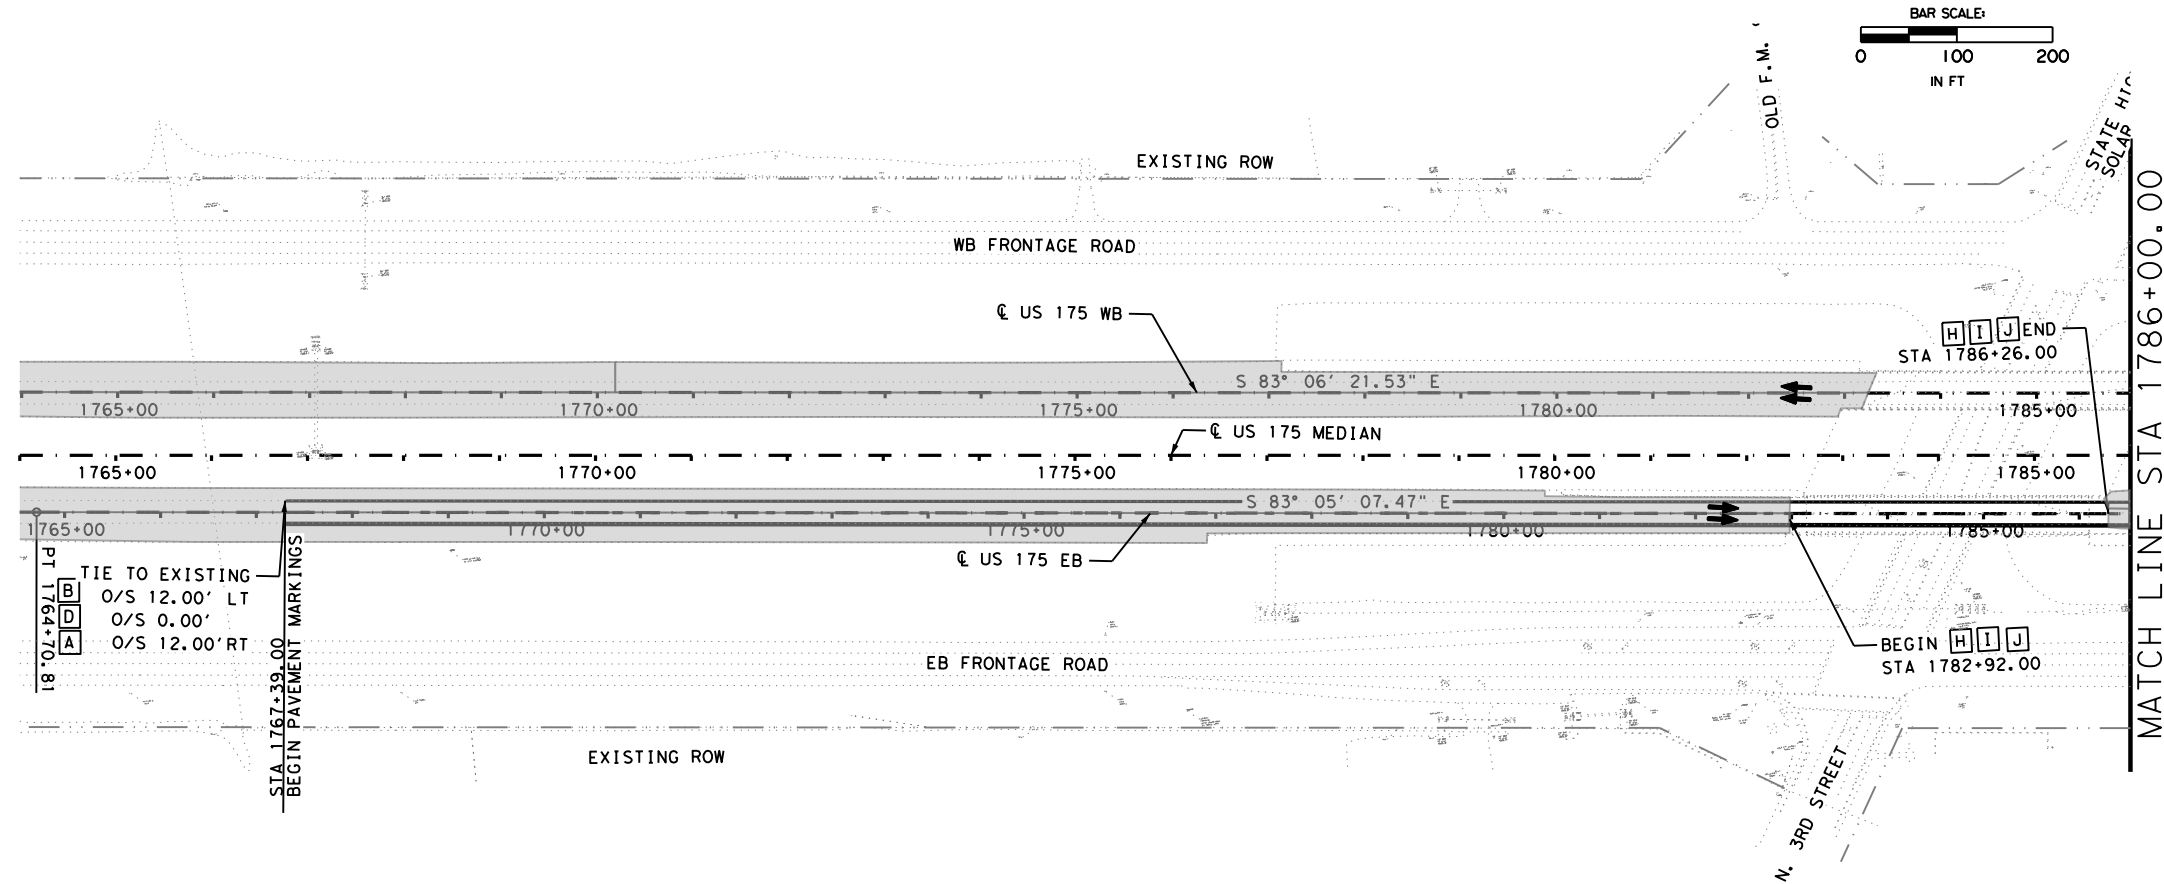 BAR SCALE:
0 100 200
IN FT
OLD F.M.
SOLAR
EXISTING ROW
WB FRONTAGE ROAD
℄ US 175 WB
H I J END
STA 1786+26.00
S 83° 06' 21.53" E
1765+00 1770+00 1775+00 1780+00 1785+00
℄ US 175 MEDIAN
1765+00 1770+00 1775+00 1780+00 1785+00
S 83° 05' 07.47" E
1765+00 1770+00 1775+00 1780+00 1785+00
℄ US 175 EB
TIE TO EXISTING
B O/S 12.00' LT
D O/S 0.00'
A O/S 12.00'RT
PT 1764+70.81
STA 1767+39.00
BEGIN PAVEMENT MARKINGS
BEGIN H I J
STA 1782+92.00
EB FRONTAGE ROAD
EXISTING ROW
N. 3RD STREET
STATE HIG
MATCH LINE STA 1786+00.00